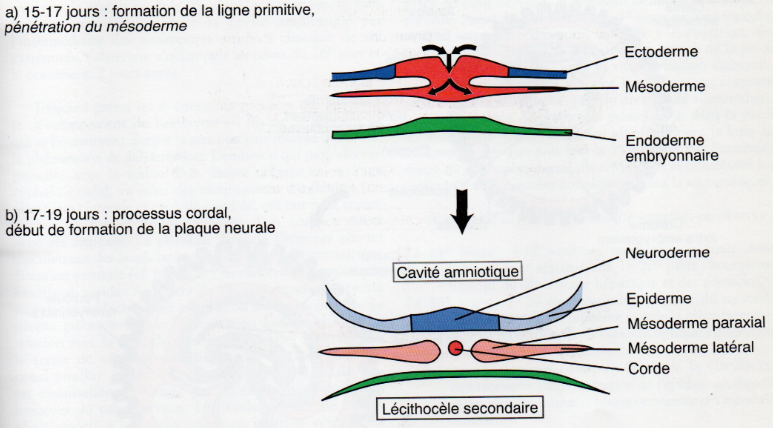 a) 15-17 jours : formation de la ligne primitive,
pénétration du mésoderme
Ectoderme
Mésoderme
Endoderme
embryonnaire
b) 17-19 jours : processus cordal,
début de formation de la plaque neurale
Neuroderme
Cavité amniotique
Epiderme
Mésoderme paraxial
Mésoderme latéral
Corde
Lécithocèle secondaire